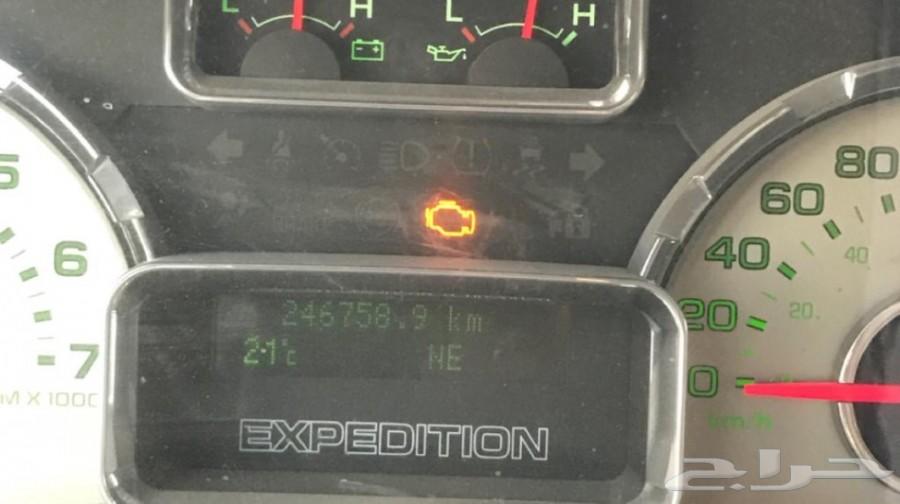 L H L H
5
6
7
M X 1000
246758.9 km
21°C NE
EXPEDITION
80
60
40 40
20 20
0
km/h
حراج